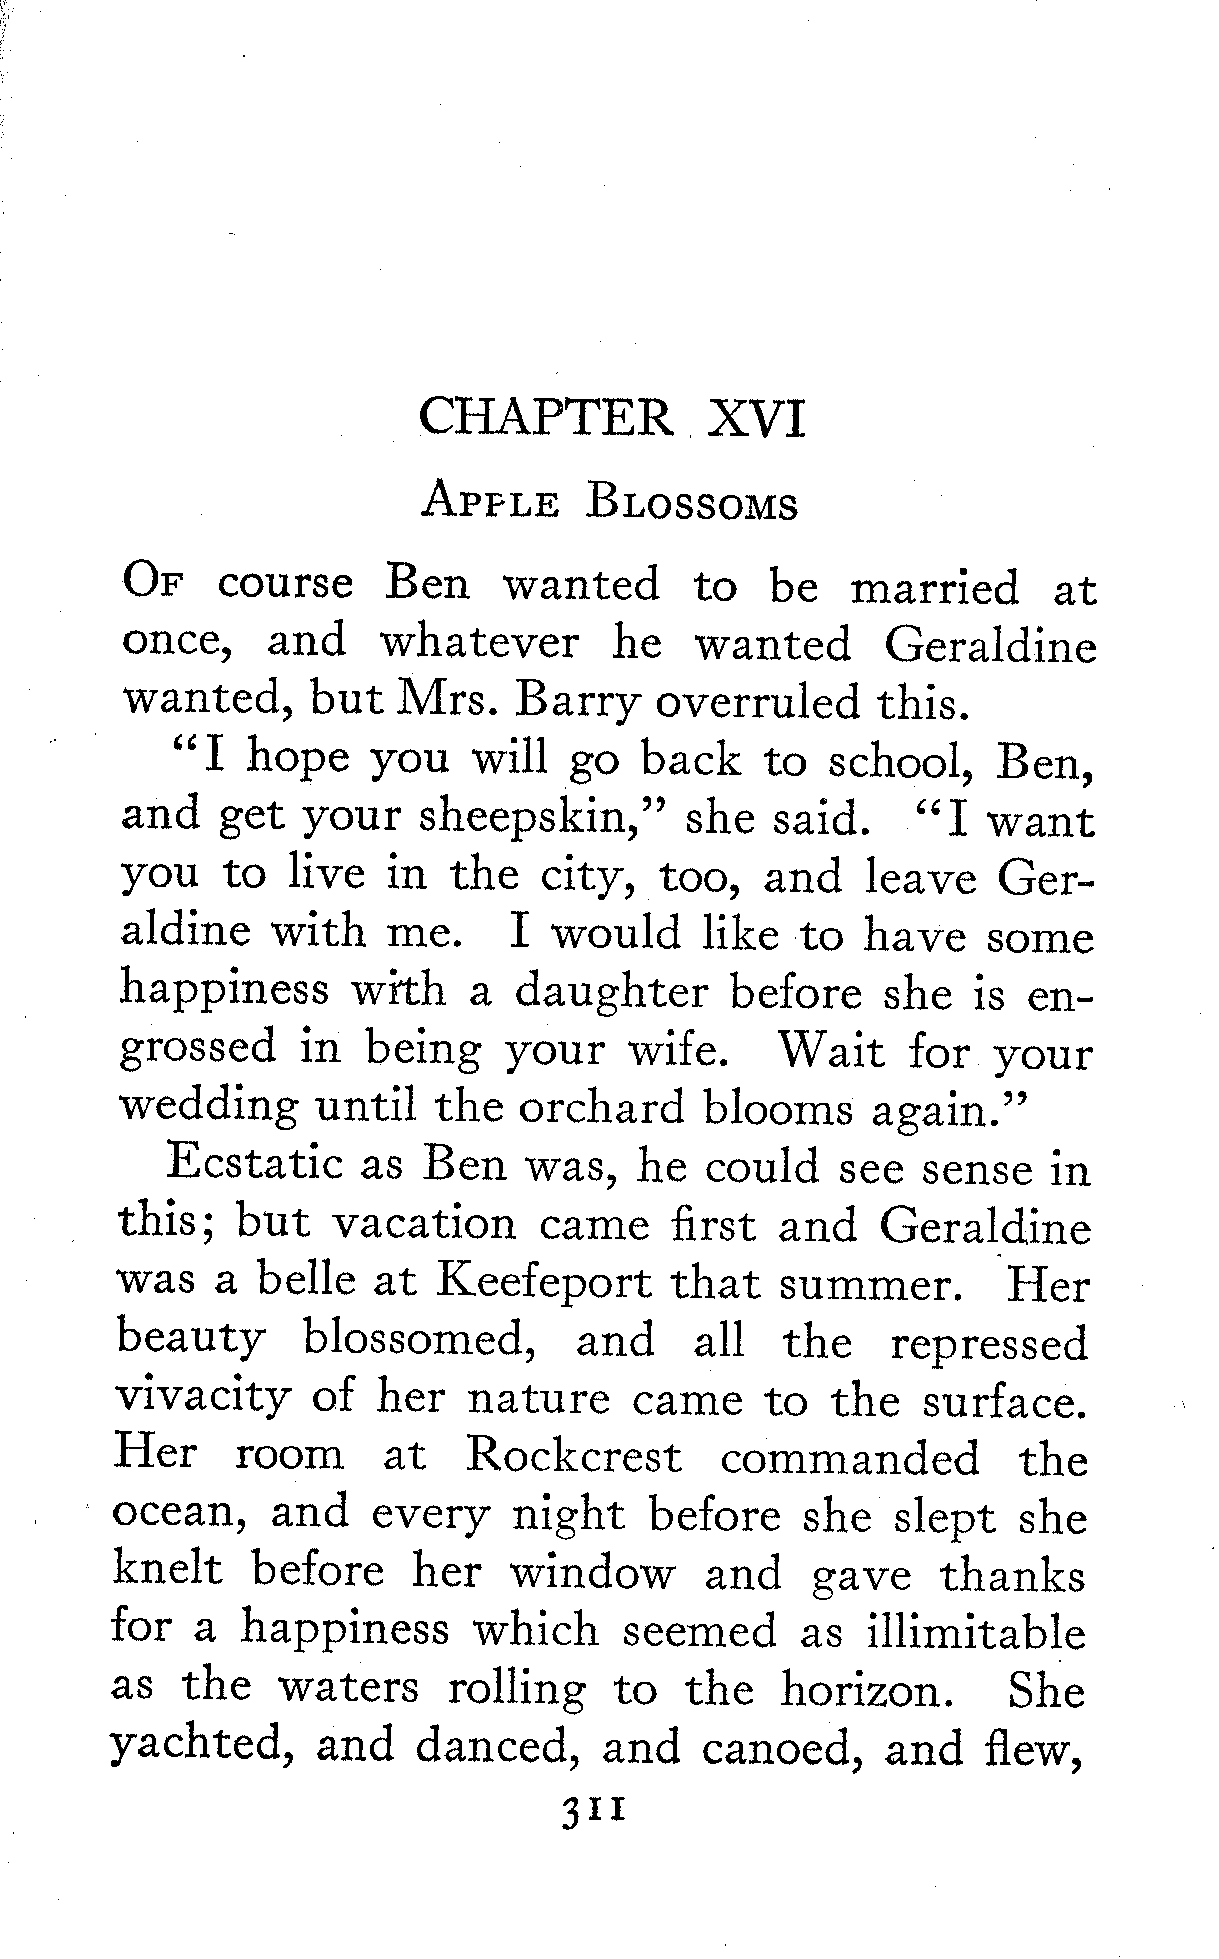 CHAPTER XVI
APPLE BLOSSOMS
OF course Ben wanted to be married at
once, and whatever he wanted Geraldine
wanted, but Mrs. Barry overruled this.
"I hope you will go back to school, Ben,
and get your sheepskin," she said. "I want
you to live in the city, too, and leave Ger-
aldine with me. I would like to have some
happiness with a daughter before she is en-
grossed in being your wife. Wait for your
wedding until the orchard blooms again."
Ecstatic as Ben was, he could see sense in
this; but vacation came first and Geraldine
was a belle at Keefeport that summer. Her
beauty blossomed, and all the repressed
vivacity of her nature came to the surface.
Her room at Rockcrest commanded the
ocean, and every night before she slept she
knelt before her window and gave thanks
for a happiness which seemed as illimitable
as the waters rolling to the horizon. She
yachted, and danced, and canoed, and flew,
311